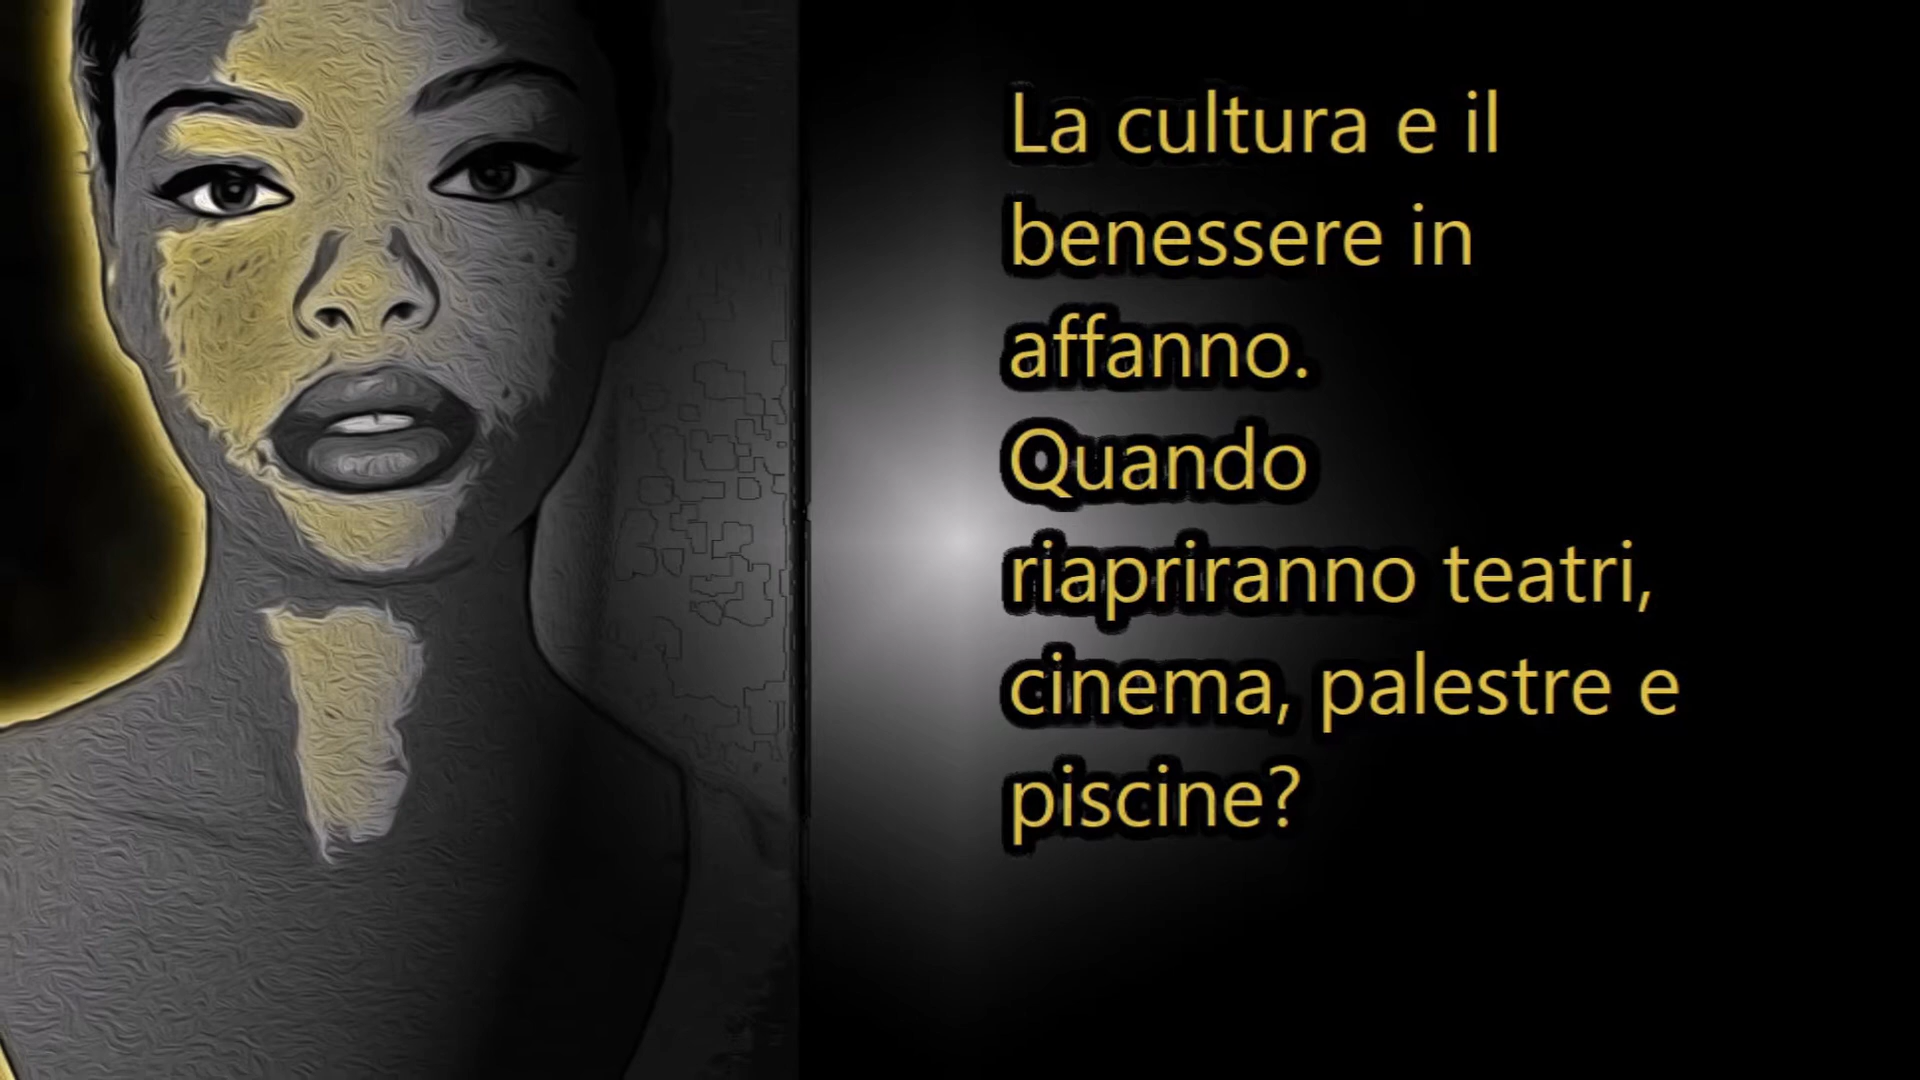 La cultura e il
benessere in
affanno.
Quando
riapriranno teatri,
cinema, palestre e
piscine?